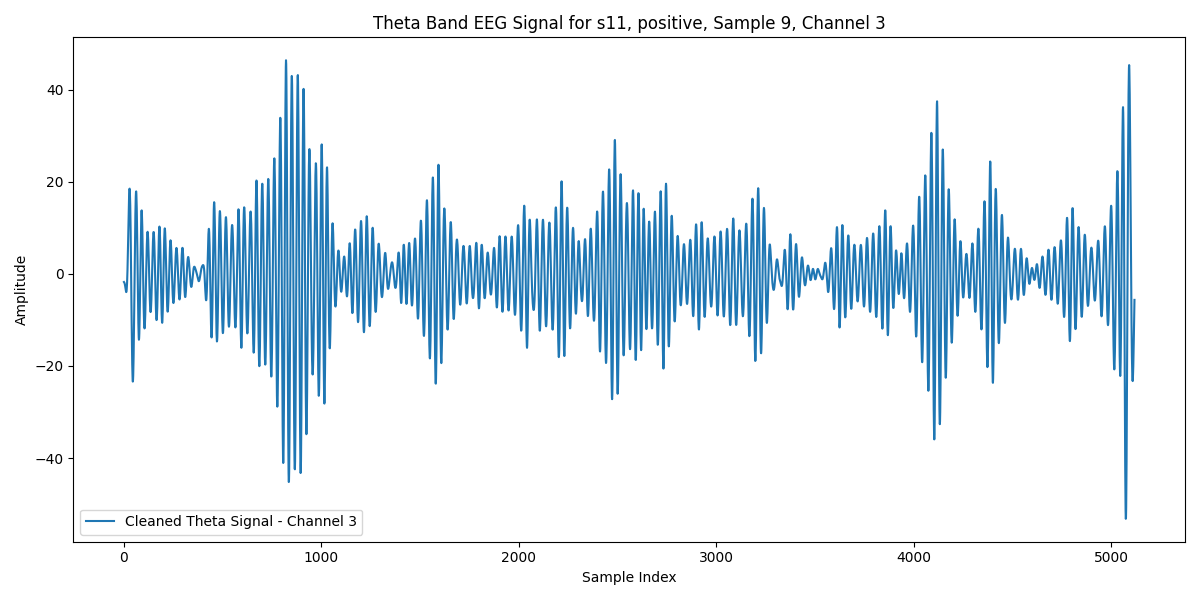 Theta Band EEG Signal for s11, positive, Sample 9, Channel 3
Amplitude
40
20
0
−20
−40
Cleaned Theta Signal - Channel 3
0 1000 2000 3000 4000 5000
Sample Index